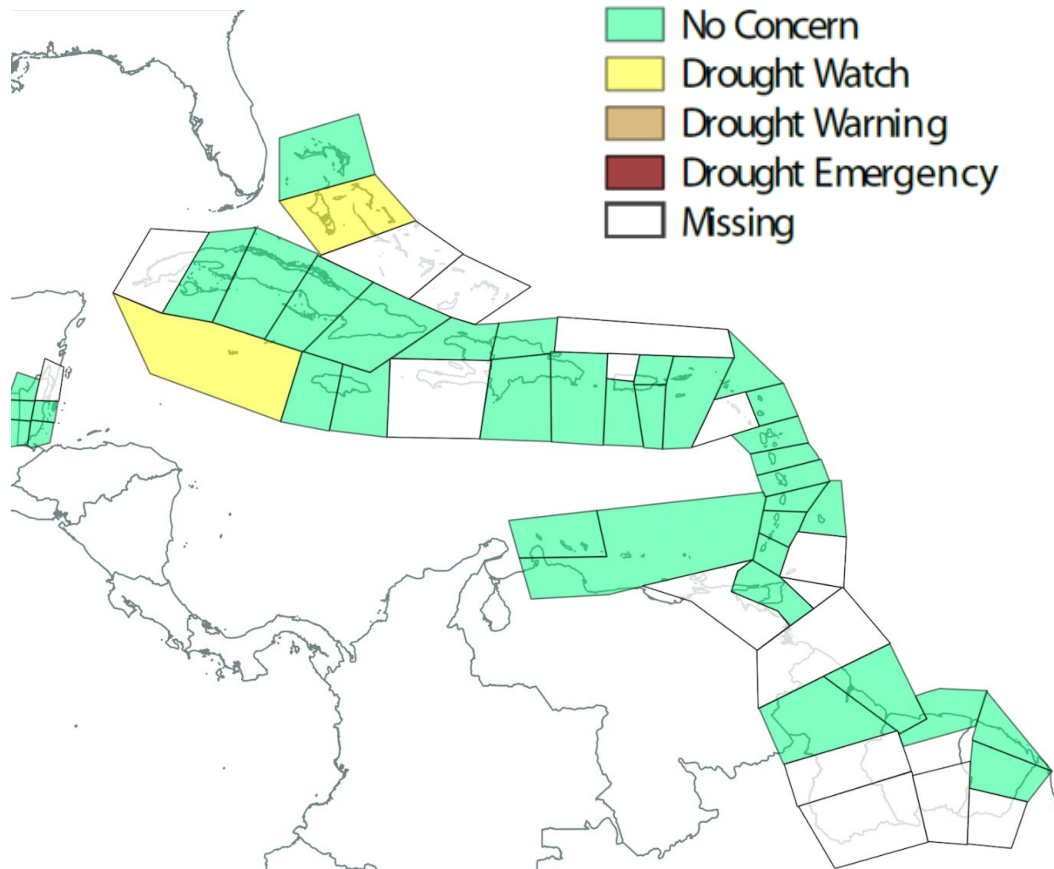 No Concern
Drought Watch
Drought Warning
Drought Emergency
Missing